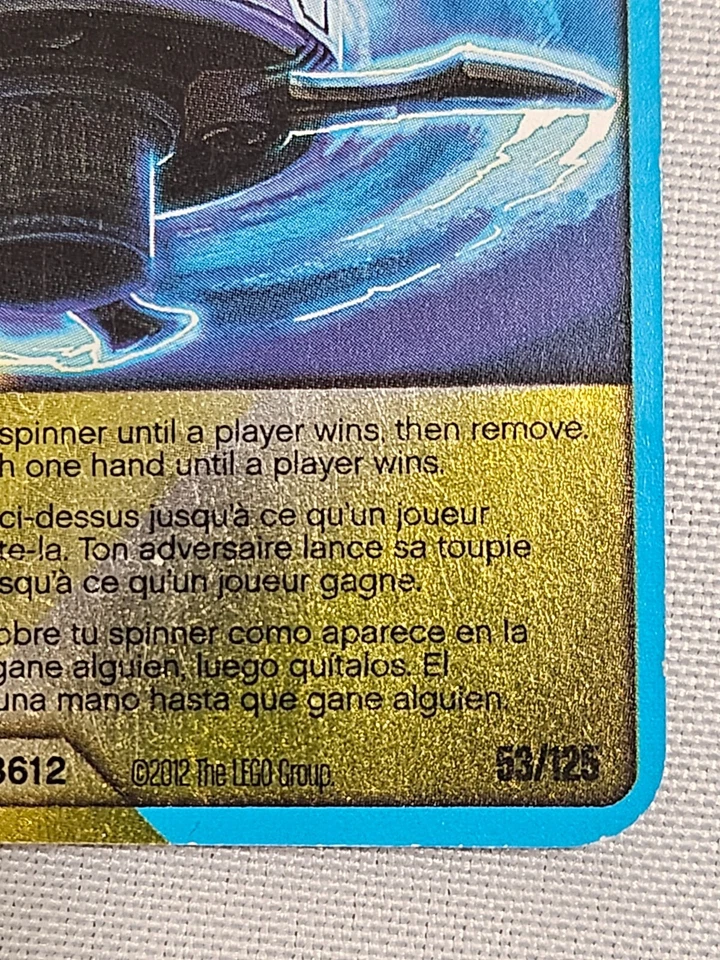 spinner until a player wins, then remove.
h one hand until a player wins.
ci-dessus jusqu'à ce qu'un joueur
te-la. Ton adversaire lance sa toupie
squ'à ce qu'un joueur gagne.
obre tu spinner como aparece en la
gane alguien, luego quítalos. El
una mano hasta que gane alguien.
3612 ©2012 The LEGO Group. 53/125